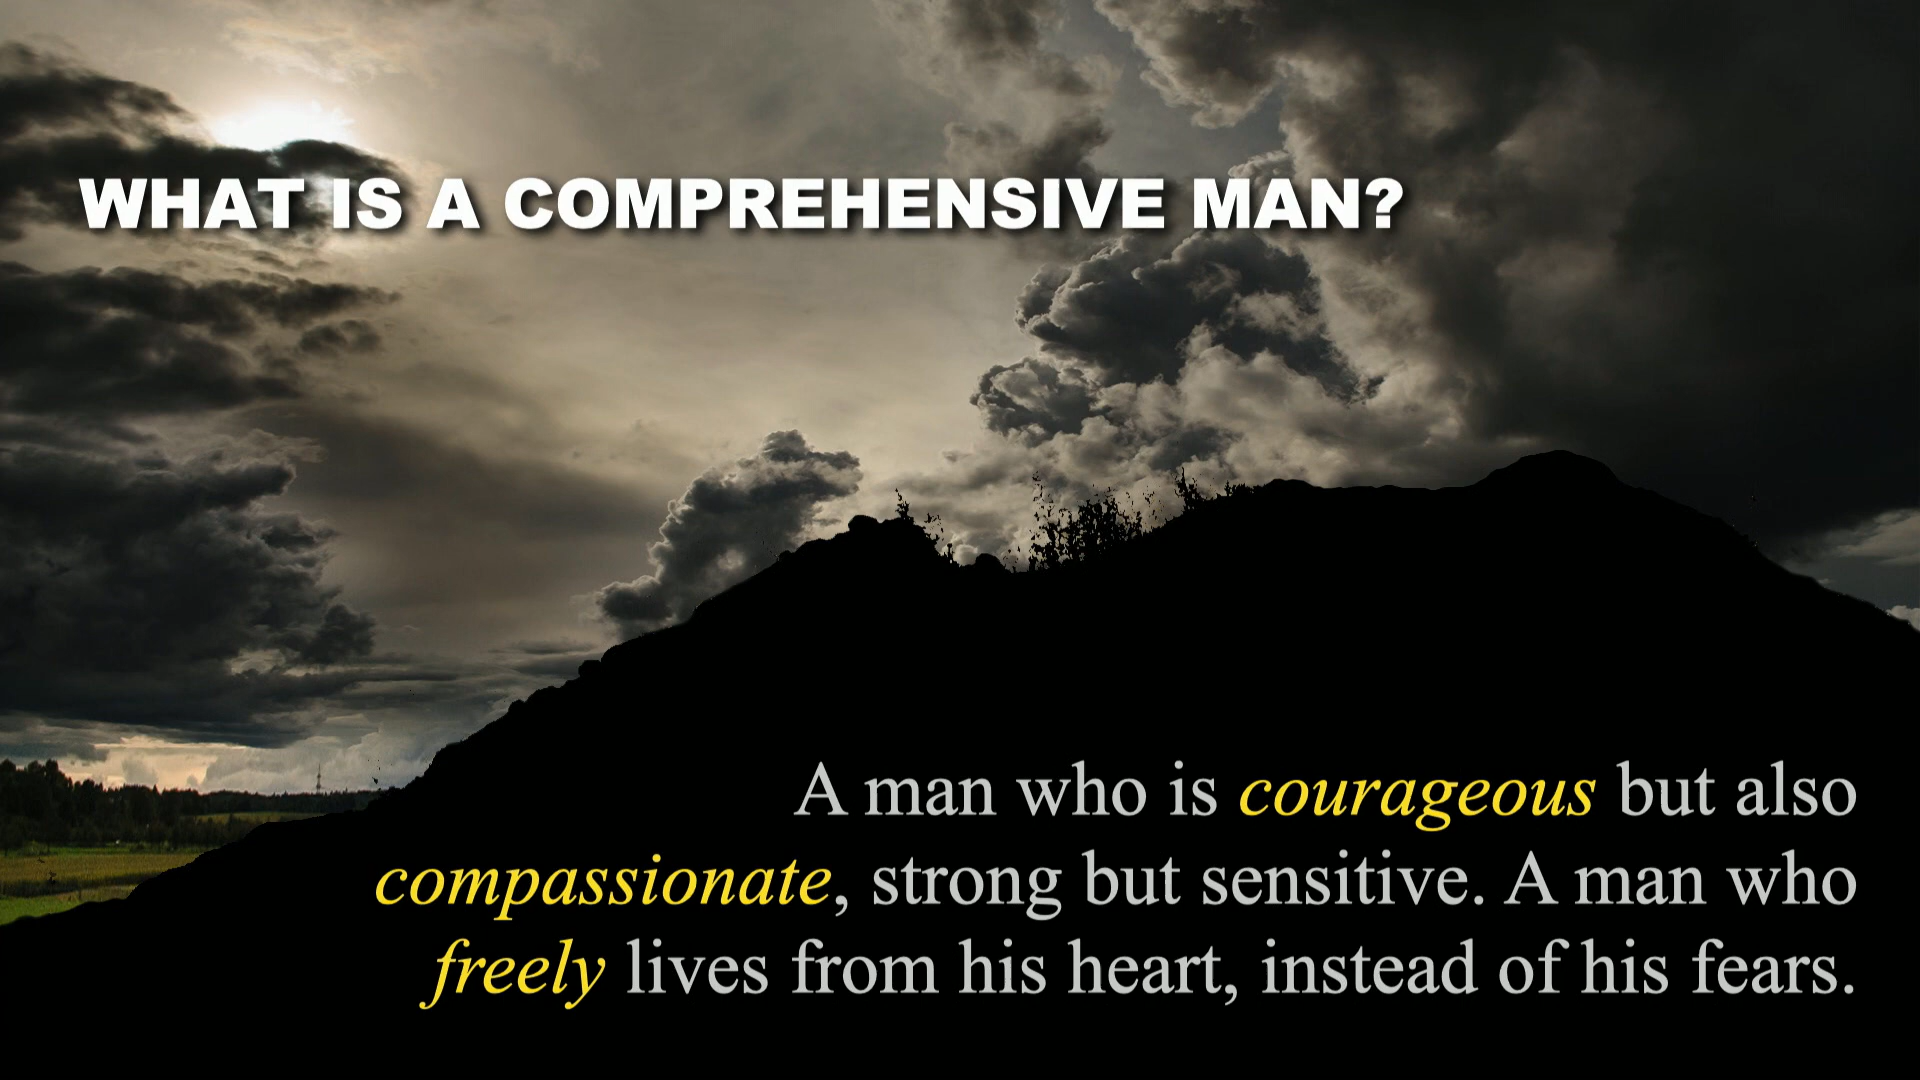 WHAT IS A COMPREHENSIVE MAN?
A man who is courageous but also
compassionate, strong but sensitive. A man who
freely lives from his heart, instead of his fears.